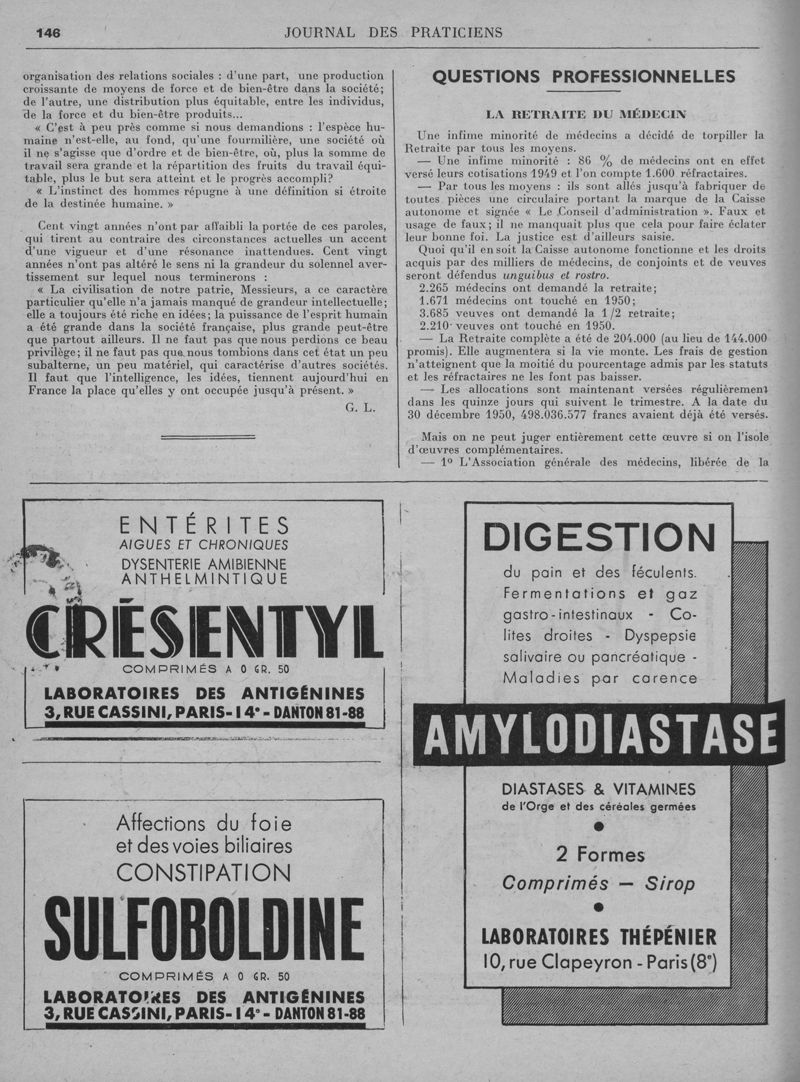 146
JOURNAL DES PRATICIENS
organisation des relations sociales : d'une part, une production
croissante de moyens de force et de bien-être dans la société;
de l'autre, une distribution plus équitable, entre les individus,
de la force et du bien-être produits...
« C'est à peu près comme si nous demandions : l'espèce hu-
maine n'est-elle, au fond, qu'une fourmilière, une société où
il ne s'agisse que d'ordre et de bien-être, où, plus la somme de
travail sera grande et la répartition des fruits du travail équi-
table, plus le but sera atteint et le progrès accompli?
« L'instinct des hommes répugne à une définition si étroite
de la destinée humaine. »
Cent vingt années n'ont pas affaibli la portée de ces paroles,
qui tirent au contraire des circonstances actuelles un accent
d'une vigueur et d'une résonance inattendues. Cent vingt
années n'ont pas altéré le sens ni la grandeur du solennel aver-
tissement sur lequel nous terminerons :
« La civilisation de notre patrie, Messieurs, a ce caractère
particulier qu'elle n'a jamais manqué de grandeur intellectuelle;
elle a toujours été riche en idées; la puissance de l'esprit humain
a été grande dans la société française, plus grande peut-être
que partout ailleurs. Il ne faut pas que nous perdions ce beau
privilège; il ne faut pas que nous tombions dans cet état un peu
subalterne, un peu matériel, qui caractérise d'autres sociétés.
Il faut que l'intelligence, les idées, tiennent aujourd'hui en
France la place qu'elles y ont occupée jusqu'à présent. »
G. L.
QUESTIONS PROFESSIONNELLES
LA RETRAITE DU MÉDECIN
Une infime minorité de médecins a décidé de torpiller la
Retraite par tous les moyens.
— Une infime minorité : 86 % de médecins ont en effet
versé leurs cotisations 1949 et l'on compte 1.600 réfractaires.
— Par tous les moyens : ils sont allés jusqu'à fabriquer de
toutes pièces une circulaire portant la marque de la Caisse
autonome et signée « Le Conseil d'administration ». Faux et
usage de faux; il ne manquait plus que cela pour faire éclater
leur bonne foi. La justice est d'ailleurs saisie.
Quoi qu'il en soit la Caisse autonome fonctionne et les droits
acquis par des milliers de médecins, de conjoints et de veuves
seront défendus unguibus et rostro.
2.265 médecins ont demandé la retraite;
1.671 médecins ont touché en 1950;
3.685 veuves ont demandé la 1/2 retraite;
2.210 veuves ont touché en 1950.
— La Retraite complète a été de 204.000 (au lieu de 144.000
promis). Elle augmentera si la vie monte. Les frais de gestion
n'atteignent que la moitié du pourcentage admis par les statuts
et les réfractaires ne les font pas baisser.
— Les allocations sont maintenant versées régulièrement
dans les quinze jours qui suivent le trimestre. A la date du
30 décembre 1950, 498.036.577 francs avaient déjà été versés.
Mais on ne peut juger entièrement cette œuvre si on l'isole
d'œuvres complémentaires.
— 1º L'Association générale des médecins, libérée de la
ENTÉRITES
AIGUES ET CHRONIQUES
DYSENTERIE AMIBIENNE
ANTHELMINTIQUE
CRÉSENTYL
COMPRIMÉS A 0 GR. 50
LABORATOIRES DES ANTIGÉNINES
3, RUE CASSINI, PARIS-14e - DANTON 81-88
Affections du foie
et des voies biliaires
CONSTIPATION
SULFOBOLDINE
COMPRIMÉS A 0 GR. 50
LABORATOIRES DES ANTIGÉNINES
3, RUE CASSINI, PARIS-14e - DANTON 81-88
DIGESTION
du pain et des féculents.
Fermentations et gaz
gastro-intestinaux - Co-
lites droites - Dyspepsie
salivaire ou pancréatique -
Maladies par carence
AMYLODIASTASE
DIASTASES & VITAMINES
de l'Orge et des céréales germées
2 Formes
Comprimés — Sirop
LABORATOIRES THÉPÉNIER
10, rue Clapeyron - Paris (8e)